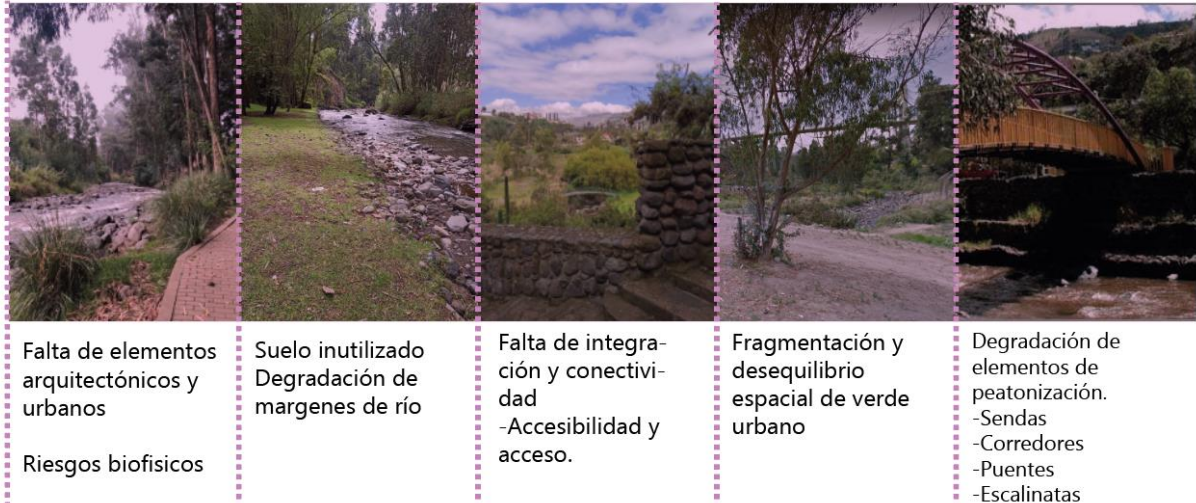 Falta de elementos
arquitectónicos y
urbanos
Riesgos biofisicos
Suelo inutilizado
Degradación de
margenes de río
Falta de integra-
ción y conectivi-
dad
-Accesibilidad y
acceso.
Fragmentación y
desequilibrio
espacial de verde
urbano
Degradación de
elementos de
peatonización.
-Sendas
-Corredores
-Puentes
-Escalinatas